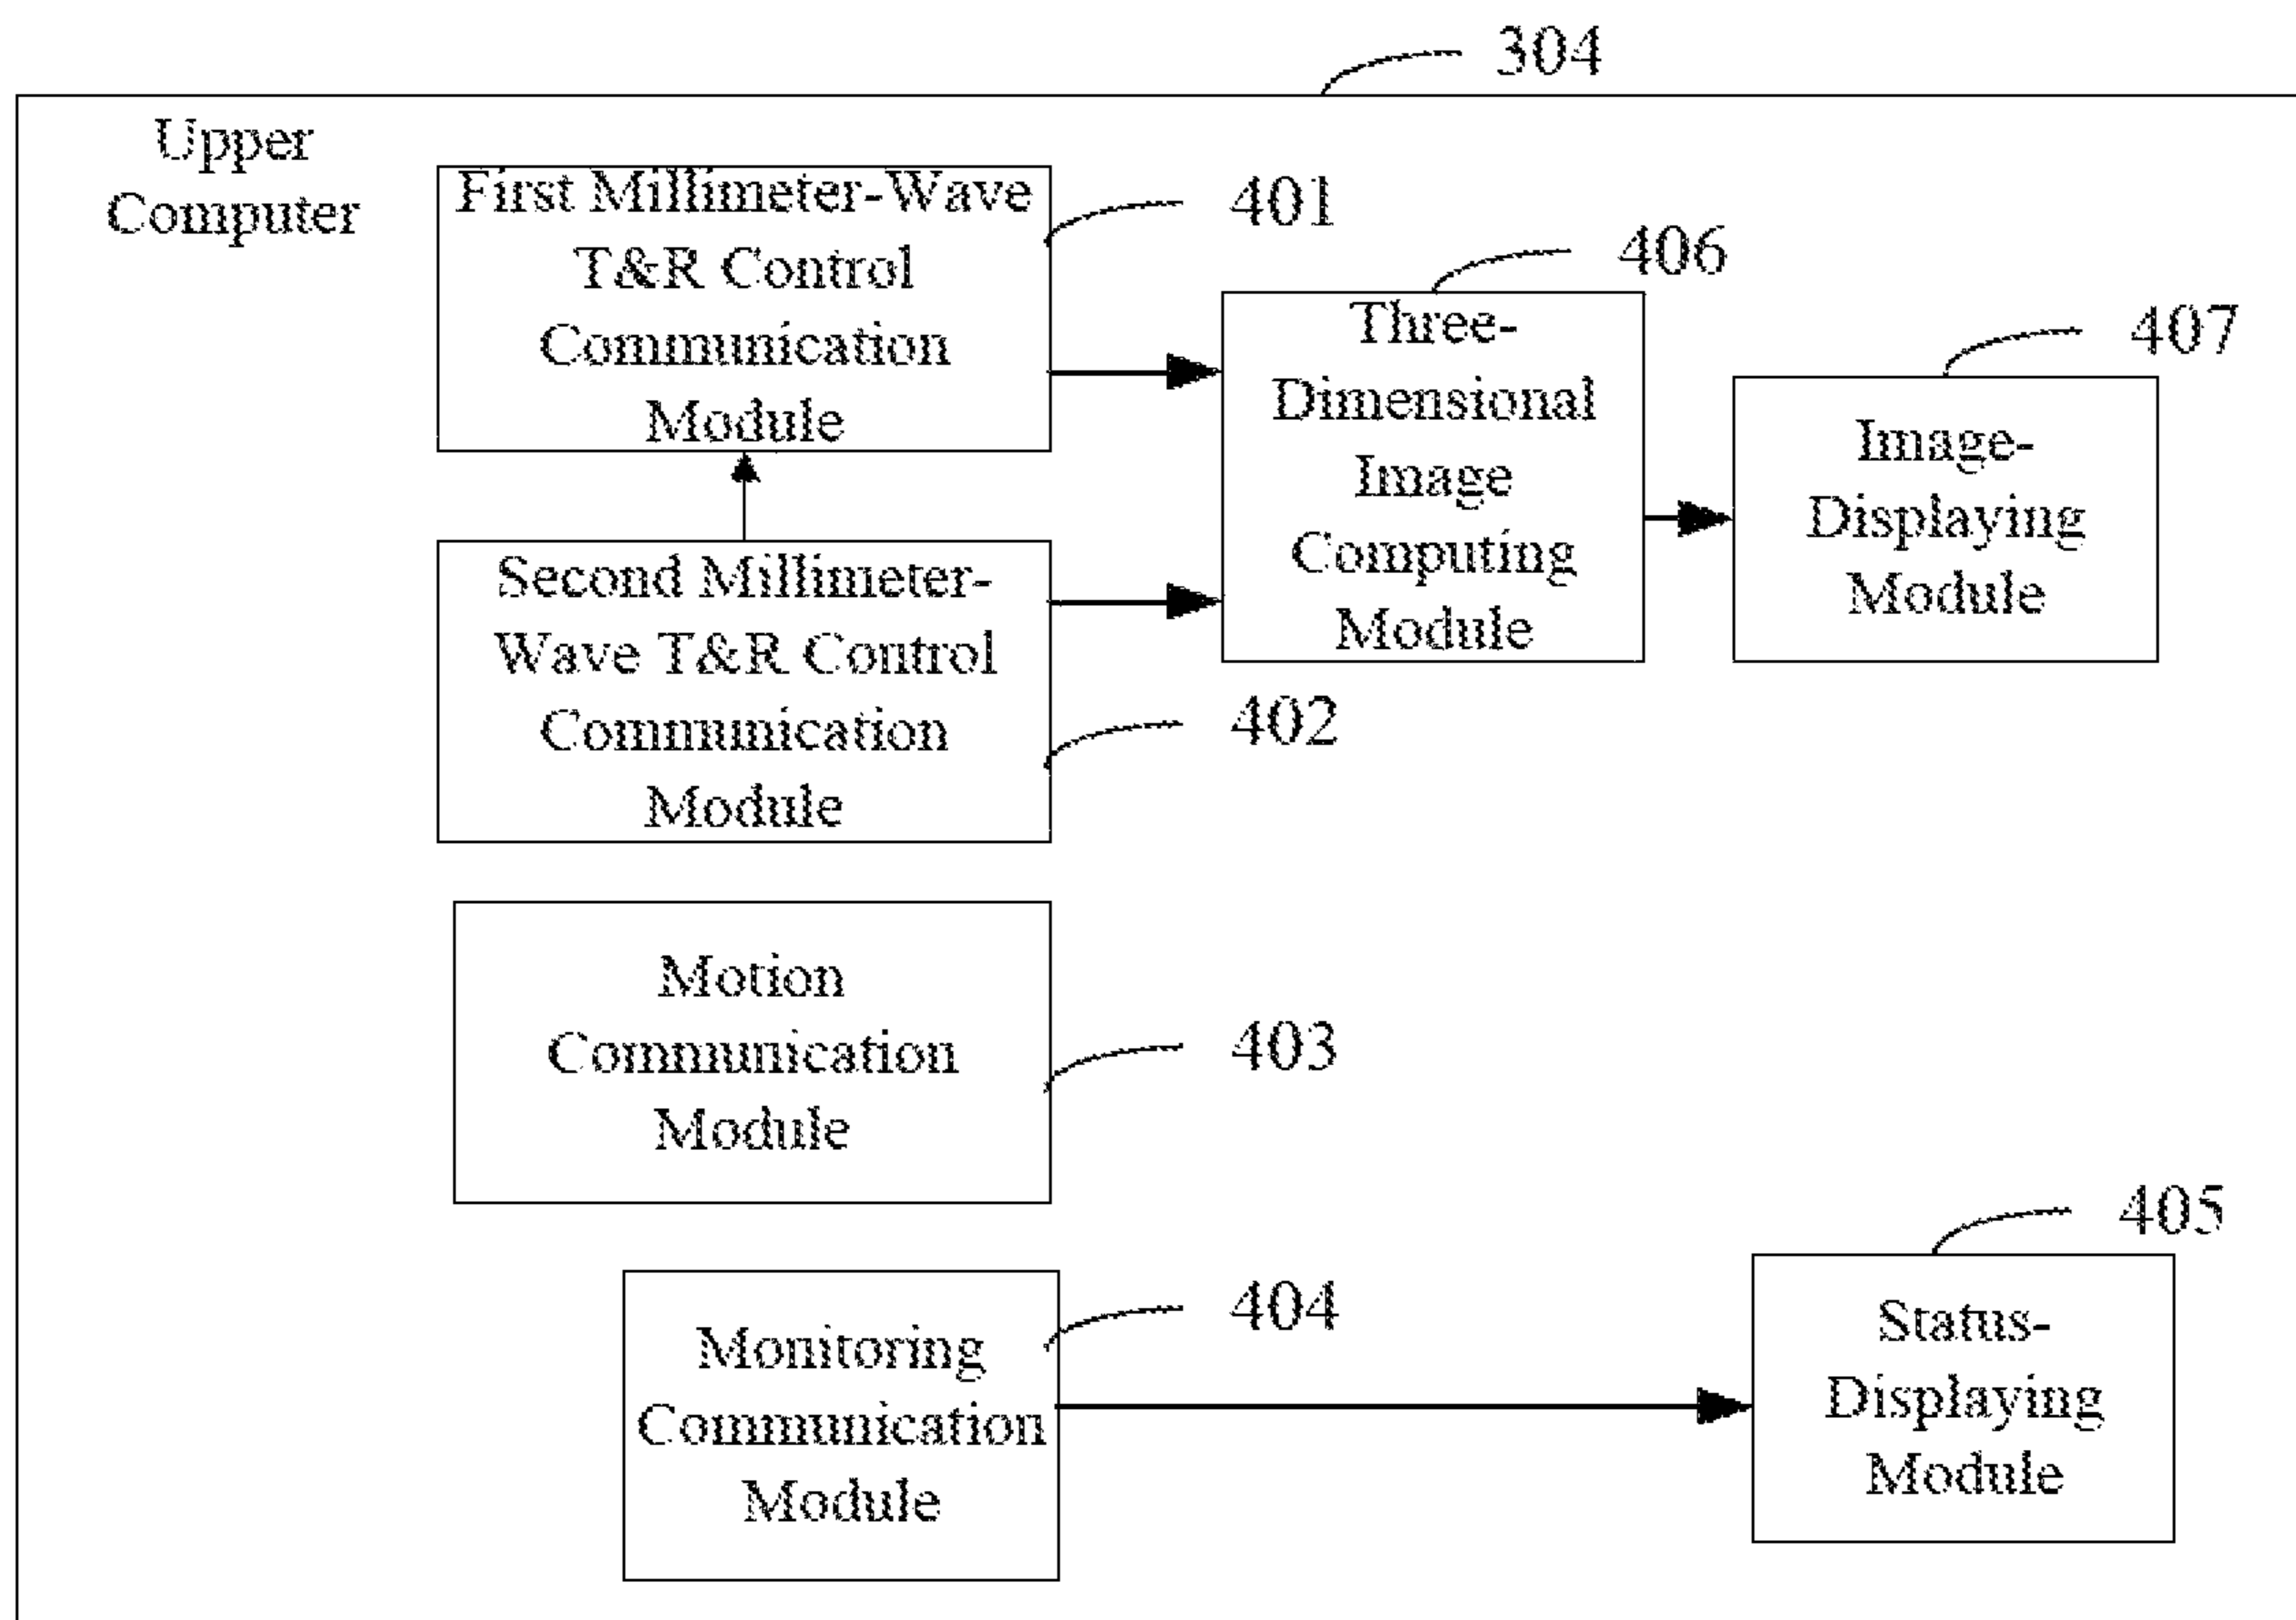 304
Upper
Computer
First Millimeter-Wave
T&R Control
Communication
Module
401
406
Three-
Dimensional
Image
Computing
Module
407
Image-
Displaying
Module
Second Millimeter-
Wave T&R Control
Communication
Module
402
Motion
Communication
Module
403
Monitoring
Communication
Module
404
405
Status-
Displaying
Module